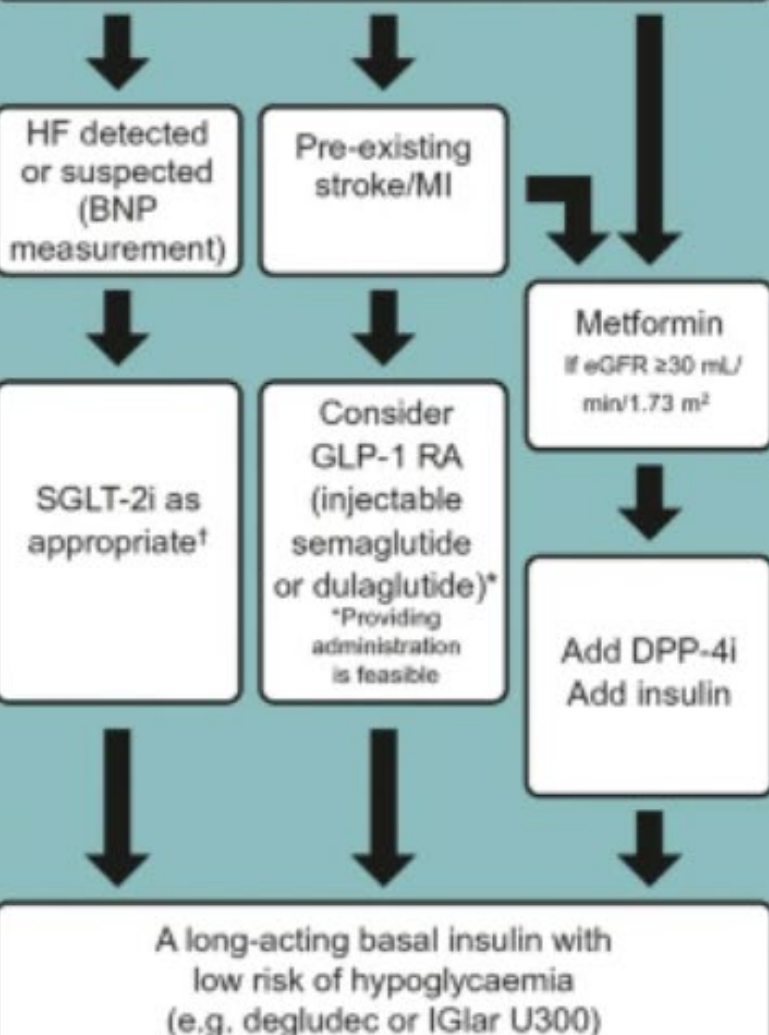 HF detected
or suspected
(BNP
measurement)
Pre-existing
stroke/MI
Metformin
If eGFR ≥30 mL/
min/1.73 m²
SGLT-2i as
appropriate†
Consider
GLP-1 RA
(injectable
semaglutide
or dulaglutide)*
*Providing
administration
is feasible
Add DPP-4i
Add insulin
A long-acting basal insulin with
low risk of hypoglycaemia
(e.g. degludec or IGlar U300)